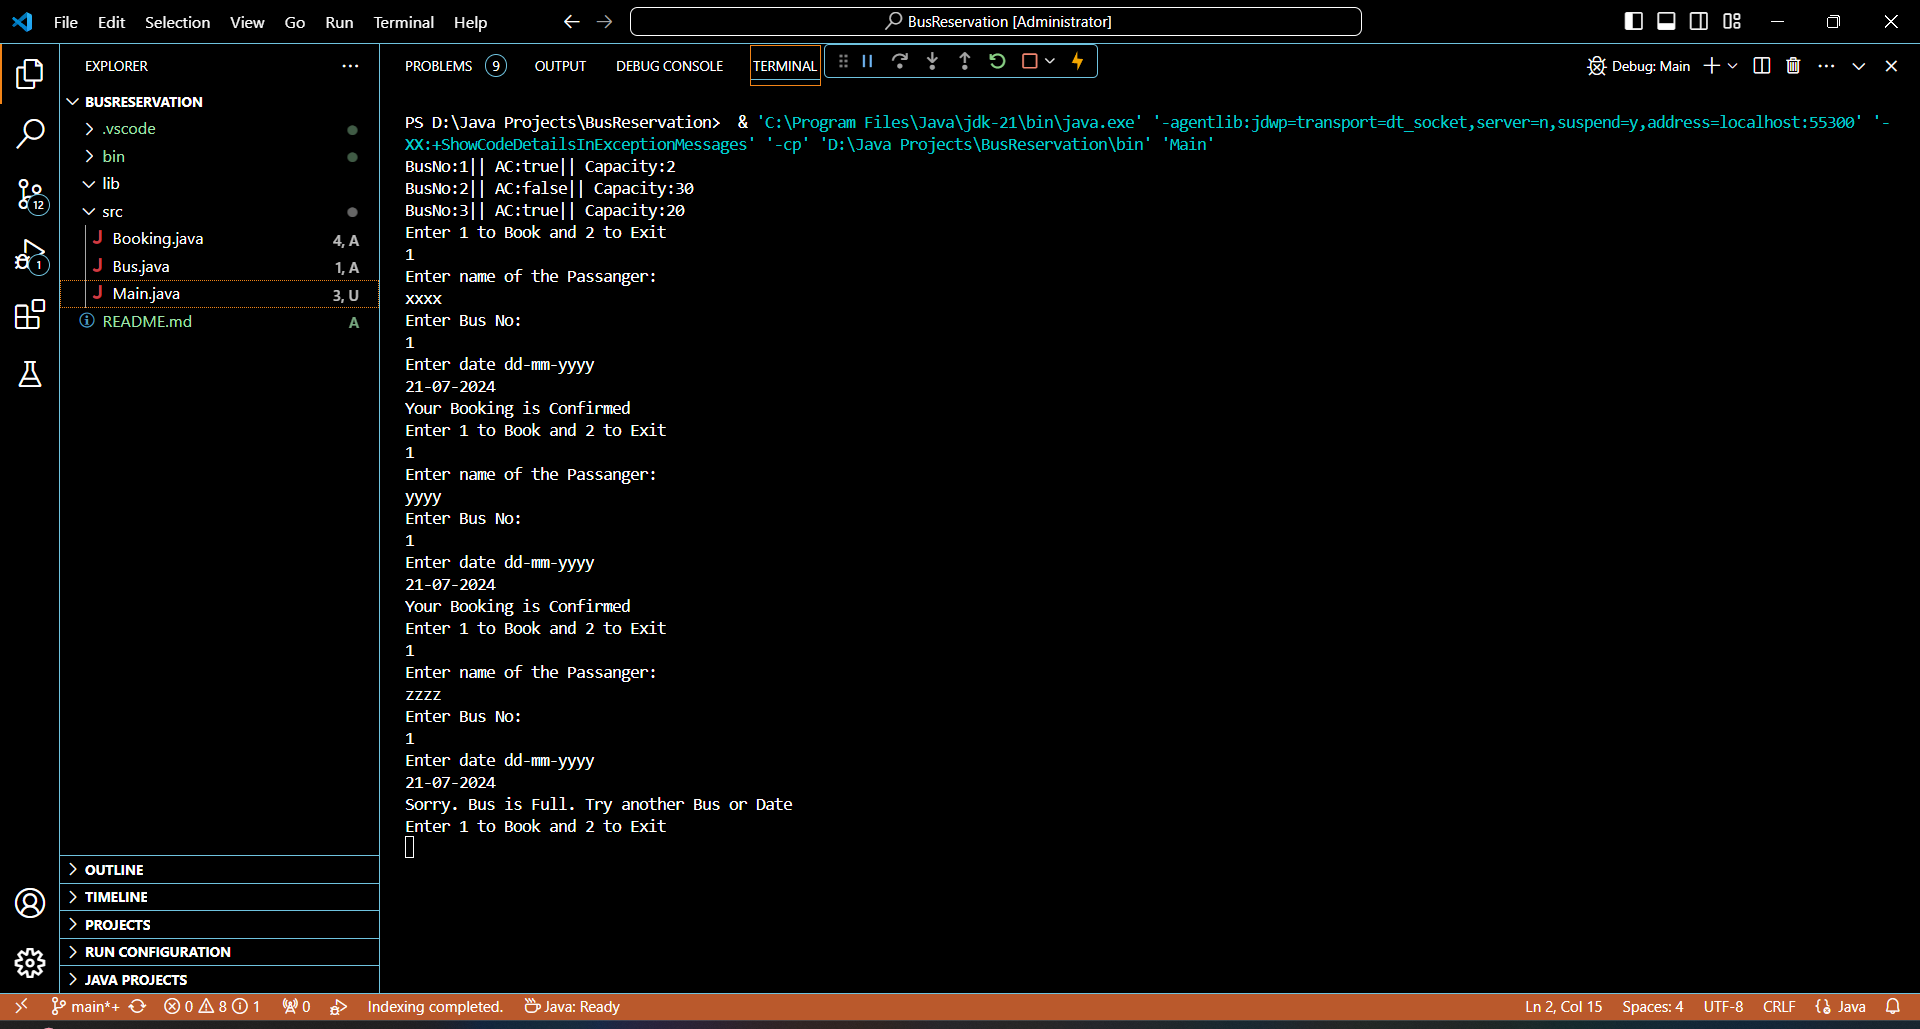 File Edit Selection View Go Run Terminal Help
BusReservation [Administrator]
EXPLORER
PROBLEMS 9 OUTPUT DEBUG CONSOLE TERMINAL
Debug: Main
BUSRESERVATION
.vscode
bin
lib
src
Booking.java 4, A
Bus.java 1, A
Main.java 3, U
README.md A
12
1
PS D:\Java Projects\BusReservation>  & 'C:\Program Files\Java\jdk-21\bin\java.exe' '-agentlib:jdwp=transport=dt_socket,server=n,suspend=y,address=localhost:55300' '-
XX:+ShowCodeDetailsInExceptionMessages' '-cp' 'D:\Java Projects\BusReservation\bin' 'Main'
BusNo:1|| AC:true|| Capacity:2
BusNo:2|| AC:false|| Capacity:30
BusNo:3|| AC:true|| Capacity:20
Enter 1 to Book and 2 to Exit
1
Enter name of the Passanger:
xxxx
Enter Bus No:
1
Enter date dd-mm-yyyy
21-07-2024
Your Booking is Confirmed
Enter 1 to Book and 2 to Exit
1
Enter name of the Passanger:
yyyy
Enter Bus No:
1
Enter date dd-mm-yyyy
21-07-2024
Your Booking is Confirmed
Enter 1 to Book and 2 to Exit
1
Enter name of the Passanger:
zzzz
Enter Bus No:
1
Enter date dd-mm-yyyy
21-07-2024
Sorry. Bus is Full. Try another Bus or Date
Enter 1 to Book and 2 to Exit
OUTLINE
TIMELINE
PROJECTS
RUN CONFIGURATION
JAVA PROJECTS
main*+ 0 8 1 0 Indexing completed. Java: Ready Ln 2, Col 15 Spaces: 4 UTF-8 CRLF Java